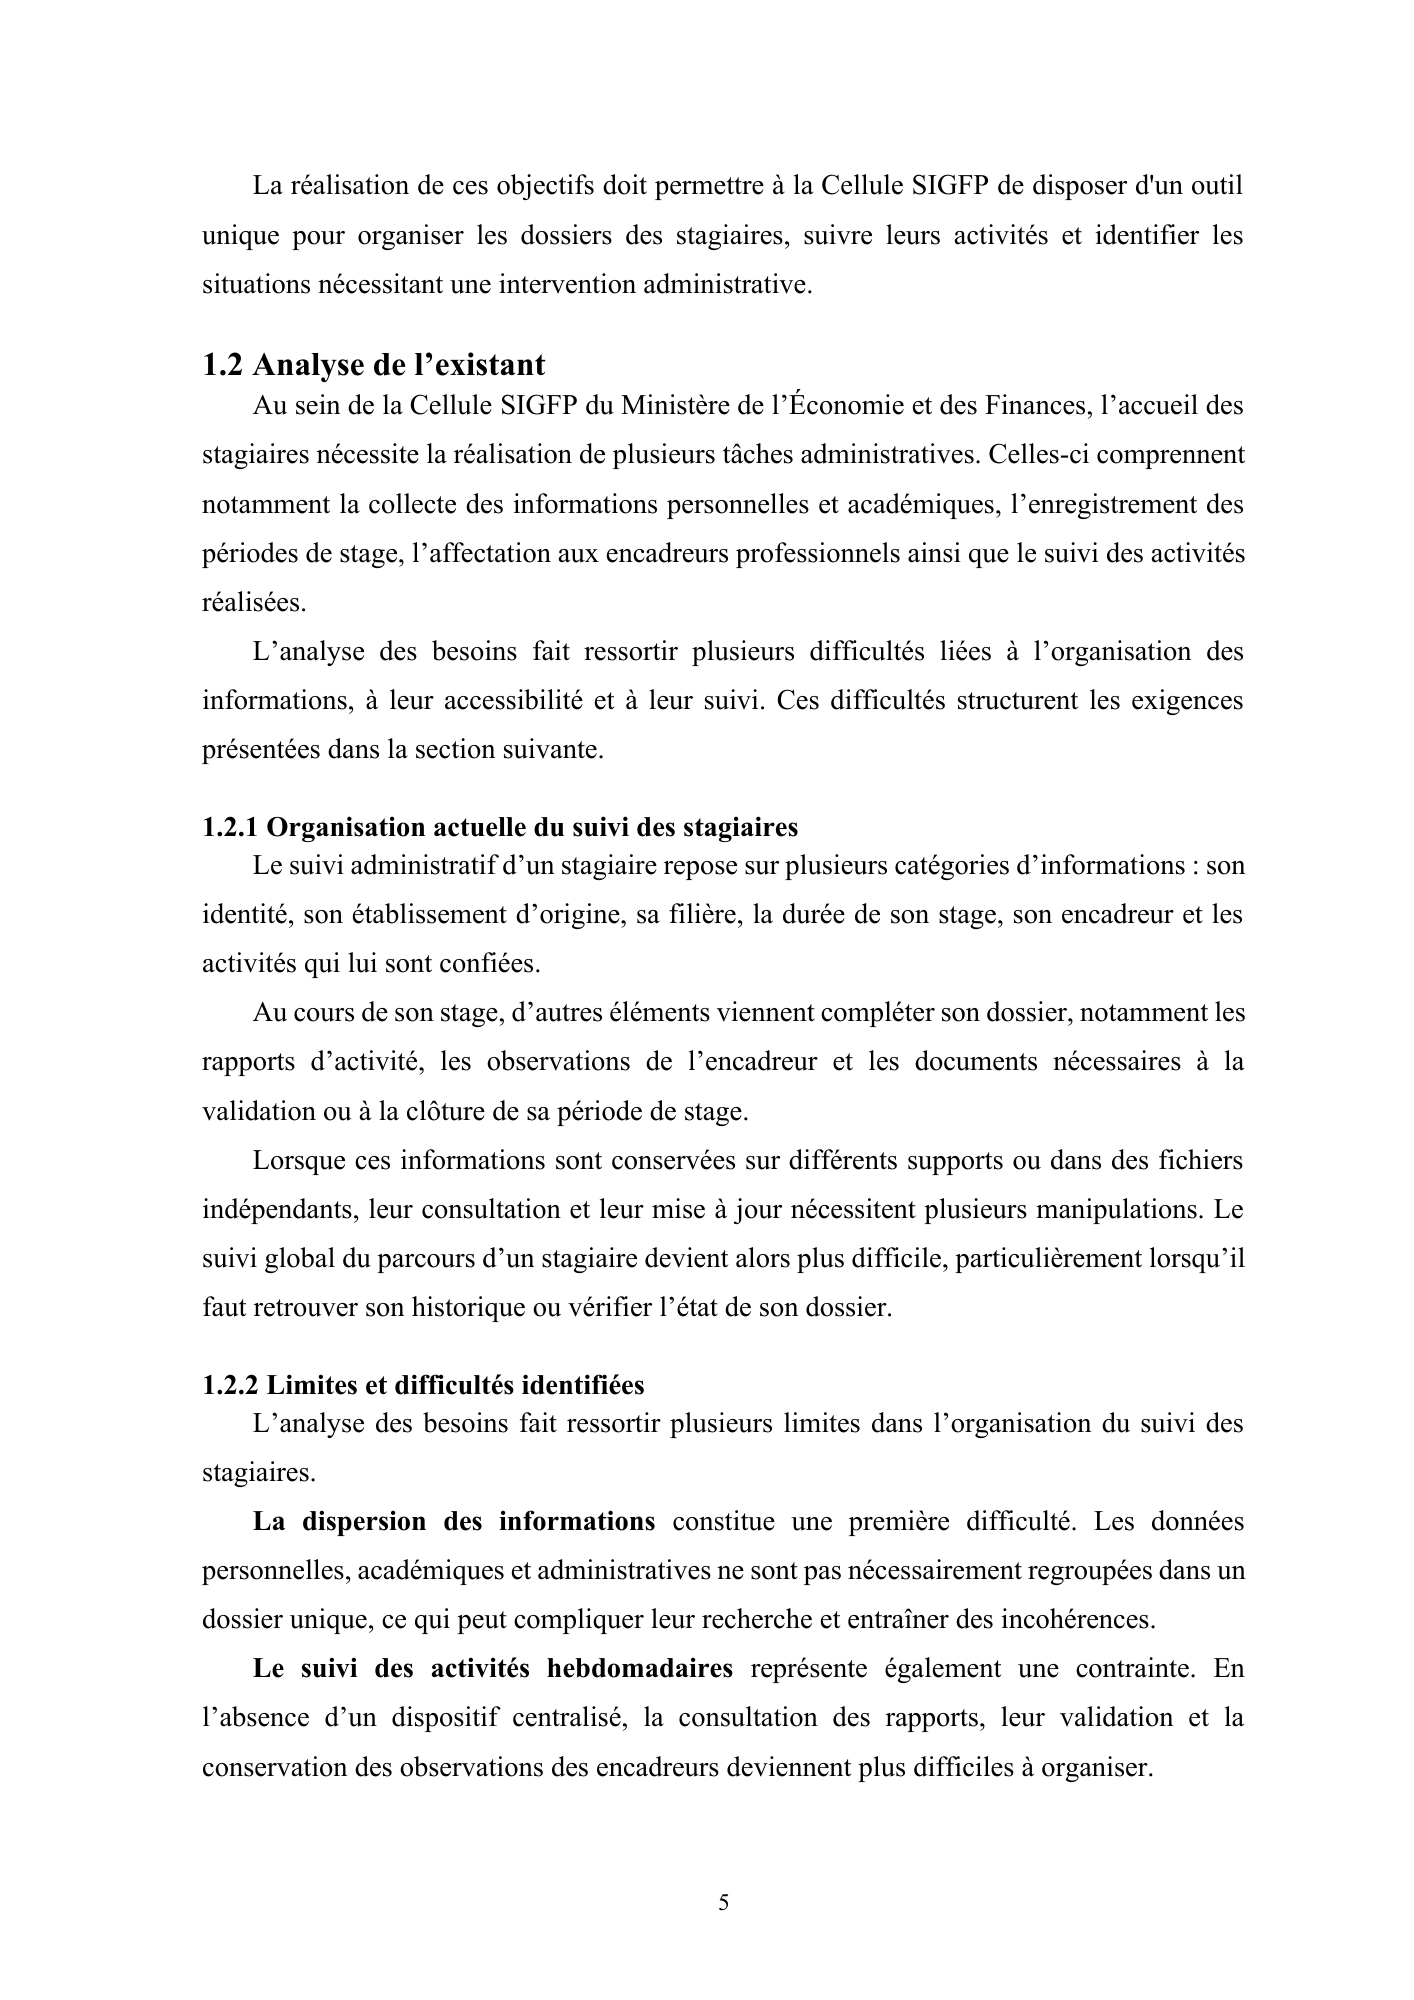 La réalisation de ces objectifs doit permettre à la Cellule SIGFP de disposer d'un outil
unique pour organiser les dossiers des stagiaires, suivre leurs activités et identifier les
situations nécessitant une intervention administrative.
1.2 Analyse de l’existant
Au sein de la Cellule SIGFP du Ministère de l’Économie et des Finances, l’accueil des
stagiaires nécessite la réalisation de plusieurs tâches administratives. Celles-ci comprennent
notamment la collecte des informations personnelles et académiques, l’enregistrement des
périodes de stage, l’affectation aux encadreurs professionnels ainsi que le suivi des activités
réalisées.
L’analyse des besoins fait ressortir plusieurs difficultés liées à l’organisation des
informations, à leur accessibilité et à leur suivi. Ces difficultés structurent les exigences
présentées dans la section suivante.
1.2.1 Organisation actuelle du suivi des stagiaires
Le suivi administratif d’un stagiaire repose sur plusieurs catégories d’informations : son
identité, son établissement d’origine, sa filière, la durée de son stage, son encadreur et les
activités qui lui sont confiées.
Au cours de son stage, d’autres éléments viennent compléter son dossier, notamment les
rapports d’activité, les observations de l’encadreur et les documents nécessaires à la
validation ou à la clôture de sa période de stage.
Lorsque ces informations sont conservées sur différents supports ou dans des fichiers
indépendants, leur consultation et leur mise à jour nécessitent plusieurs manipulations. Le
suivi global du parcours d’un stagiaire devient alors plus difficile, particulièrement lorsqu’il
faut retrouver son historique ou vérifier l’état de son dossier.
1.2.2 Limites et difficultés identifiées
L’analyse des besoins fait ressortir plusieurs limites dans l’organisation du suivi des
stagiaires.
La dispersion des informations constitue une première difficulté. Les données
personnelles, académiques et administratives ne sont pas nécessairement regroupées dans un
dossier unique, ce qui peut compliquer leur recherche et entraîner des incohérences.
Le suivi des activités hebdomadaires représente également une contrainte. En
l’absence d’un dispositif centralisé, la consultation des rapports, leur validation et la
conservation des observations des encadreurs deviennent plus difficiles à organiser.
5